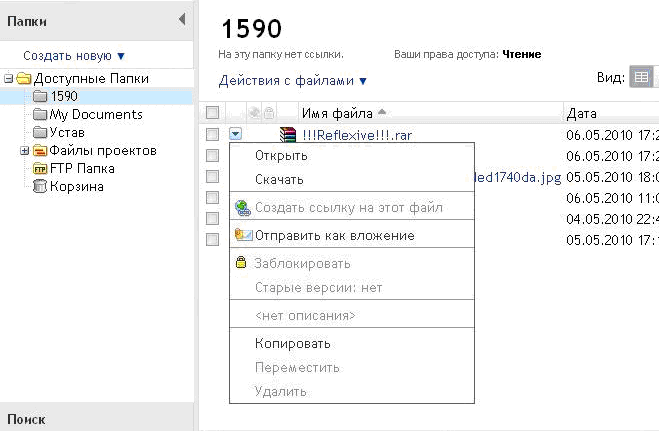 Папки
Создать новую ▼
Доступные Папки
1590
My Documents
Устав
Файлы проектов
FTP Папка
Корзина
Поиск
1590
На эту папку нет ссылки.
Ваши права доступа: Чтение
Действия с файлами ▼
Вид:
Имя файла
Дата
!!!Reflexive!!!.rar
06.05.2010 17:2
06.05.2010 17:2
led1740da.jpg
05.05.2010 18:0
06.05.2010 11:0
04.05.2010 22:4
05.05.2010 17:1
Открыть
Скачать
Создать ссылку на этот файл
Отправить как вложение
Заблокировать
Старые версии: нет
<нет описания>
Копировать
Переместить
Удалить